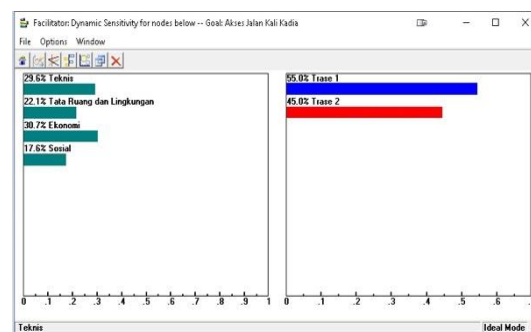 Facilitator: Dynamic Sensitivity for nodes below -- Goal: Akses Jalan Kali Kadia
File Options Window
29.6% Teknis
22.1% Tata Ruang dan Lingkungan
30.7% Ekonomi
17.6% Sosial
0 .1 .2 .3 .4 .5 .6 .7 .8 .9 1
55.0% Trase 1
45.0% Trase 2
0 .1 .2 .3 .4 .5 .6 .7 .8 .9
Teknis
Ideal Mode